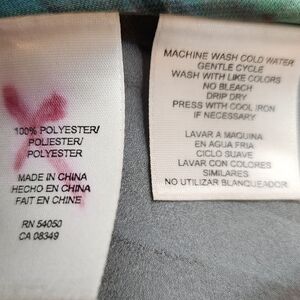 100% POLYESTER/
POLIESTER/
POLYESTER
MADE IN CHINA
HECHO EN CHINA
FAIT EN CHINE
RN 54050
CA 08349
MACHINE WASH COLD WATER
GENTLE CYCLE
WASH WITH LIKE COLORS
NO BLEACH
DRIP DRY
PRESS WITH COOL IRON
IF NECESSARY
LAVAR A MAQUINA
EN AGUA FRIA
CICLO SUAVE
LAVAR CON COLORES
SIMILARES
NO UTILIZAR BLANQUEADOR